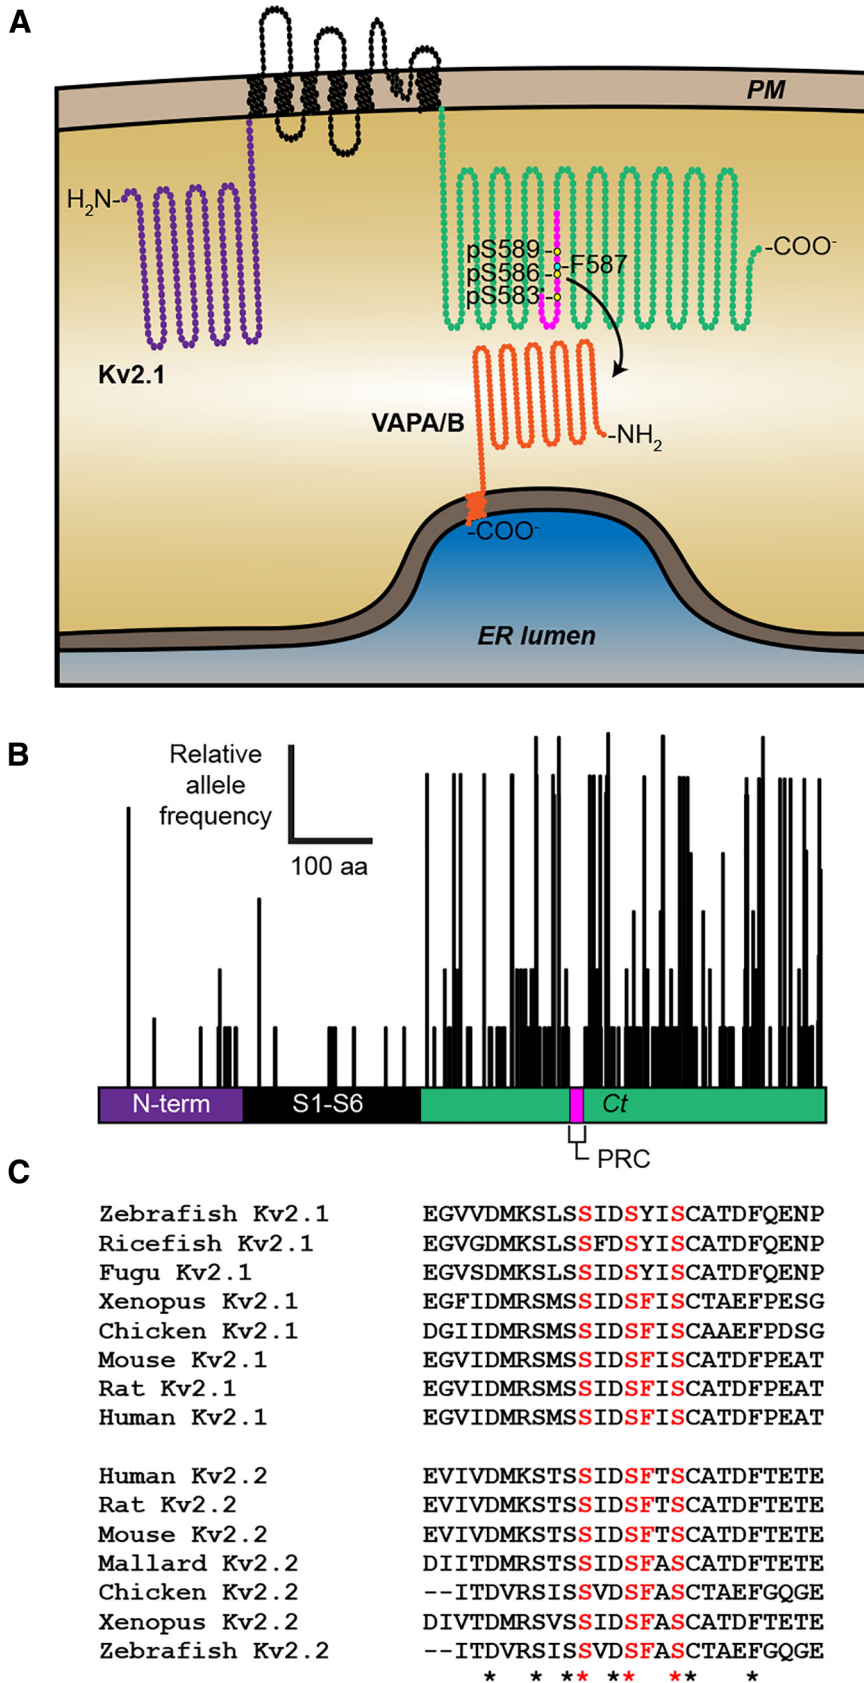 A
PM
H2N-
pS589-
-F587
pS586-
pS583-
-COO-
Kv2.1
VAPA/B
-NH2
-COO-
ER lumen
B
Relative
allele
frequency
100 aa
N-term
S1-S6
Ct
PRC
C
Zebrafish Kv2.1 EGVVDMKSLSSIDSYISCATDFQENP
Ricefish Kv2.1 EGVGDMKSLSSFDSYISCATDFQENP
Fugu Kv2.1 EGVSDMKSLSSIDSYISCATDFQENP
Xenopus Kv2.1 EGFIDMRSMSSIDSFISCTAEFPESG
Chicken Kv2.1 DGIIDMRSMSSIDSFISCAAEFPDSG
Mouse Kv2.1 EGVIDMRSMSSIDSFISCATDFPEAT
Rat Kv2.1 EGVIDMRSMSSIDSFISCATDFPEAT
Human Kv2.1 EGVIDMRSMSSIDSFISCATDFPEAT
Human Kv2.2 EVIVDMKSTSSIDSFTSCATDFTETE
Rat Kv2.2 EVIVDMKSTSSIDSFTSCATDFTETE
Mouse Kv2.2 EVIVDMKSTSSIDSFTSCATDFTETE
Mallard Kv2.2 DIITDMRSTSSIDSFASCATDFTETE
Chicken Kv2.2 --ITDVRSISSVDSFASCTAEFGQGE
Xenopus Kv2.2 DIVTDMRSVSSIDSFASCATDFTETE
Zebrafish Kv2.2 --ITDVRSISSVDSFASCTAEFGQGE
* * * * * * * * *